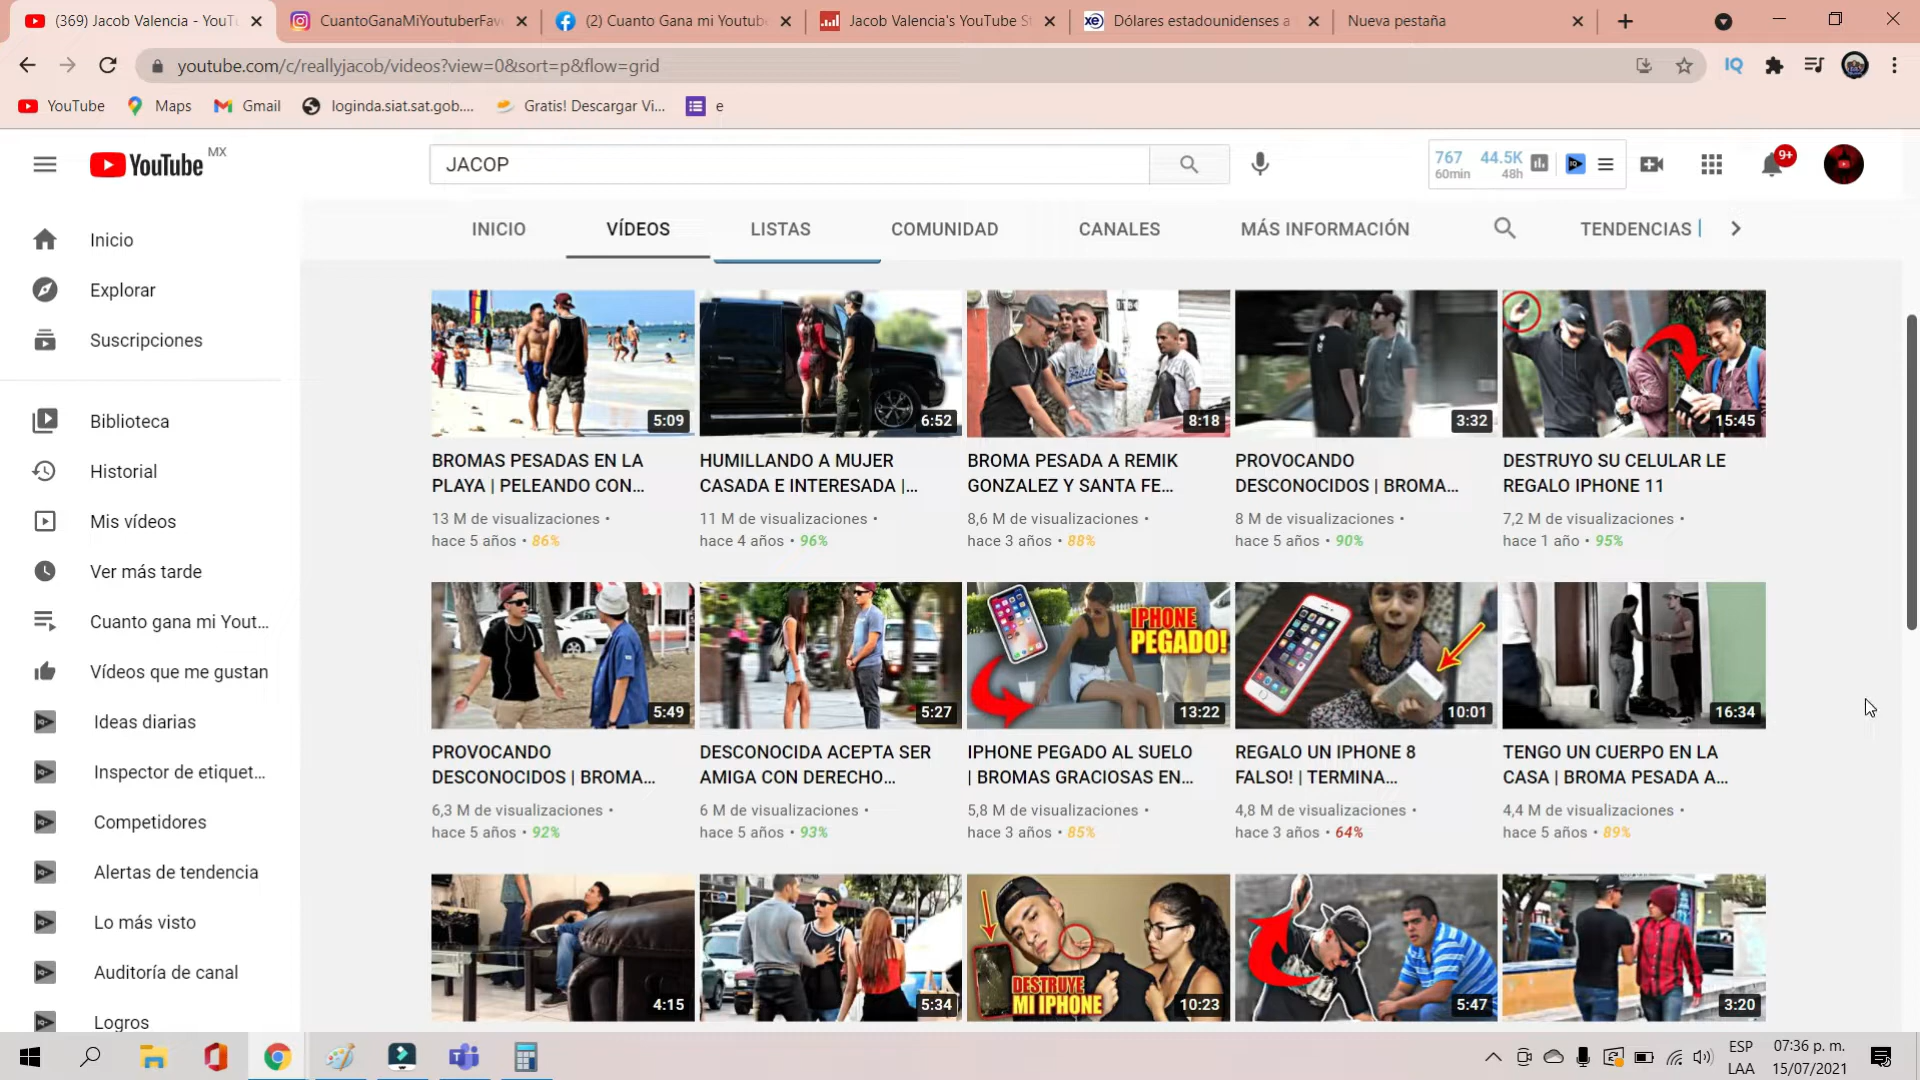 (369) Jacob Valencia - YouTu
CuantoGanaMiYoutuberFav
(2) Cuanto Gana mi Youtube
Jacob Valencia's YouTube St
xe Dólares estadounidenses a
Nueva pestaña
youtube.com/c/reallyjacob/videos?view=0&sort=p&flow=grid
IQ
YouTube
Maps
Gmail
loginda.siat.sat.gob....
Gratis! Descargar Vi...
e
YouTube MX
JACOP
767 44.5K
60min 48h
9+
INICIO
VÍDEOS
LISTAS
COMUNIDAD
CANALES
MÁS INFORMACIÓN
TENDENCIAS
Inicio
Explorar
Suscripciones
Biblioteca
Historial
Mis vídeos
Ver más tarde
Cuanto gana mi Yout...
Vídeos que me gustan
Ideas diarias
Inspector de etiquet...
Competidores
Alertas de tendencia
Lo más visto
Auditoría de canal
Logros
5:09
BROMAS PESADAS EN LA
PLAYA | PELEANDO CON...
13 M de visualizaciones •
hace 5 años • 86%
6:52
HUMILLANDO A MUJER
CASADA E INTERESADA |...
11 M de visualizaciones •
hace 4 años • 96%
8:18
BROMA PESADA A REMIK
GONZALEZ Y SANTA FE...
8,6 M de visualizaciones •
hace 3 años • 88%
3:32
PROVOCANDO
DESCONOCIDOS | BROMA...
8 M de visualizaciones •
hace 5 años • 90%
15:45
DESTRUYO SU CELULAR LE
REGALO IPHONE 11
7,2 M de visualizaciones •
hace 1 año • 95%
5:49
PROVOCANDO
DESCONOCIDOS | BROMA...
6,3 M de visualizaciones •
hace 5 años • 92%
5:27
DESCONOCIDA ACEPTA SER
AMIGA CON DERECHO...
6 M de visualizaciones •
hace 5 años • 93%
IPHONE
PEGADO!
13:22
IPHONE PEGADO AL SUELO
| BROMAS GRACIOSAS EN...
5,8 M de visualizaciones •
hace 3 años • 85%
10:01
REGALO UN IPHONE 8
FALSO! | TERMINA...
4,8 M de visualizaciones •
hace 3 años • 64%
16:34
TENGO UN CUERPO EN LA
CASA | BROMA PESADA A...
4,4 M de visualizaciones •
hace 5 años • 89%
4:15
5:34
DESTRUYE
MI IPHONE
10:23
5:47
3:20
ESP
LAA
07:36 p. m.
15/07/2021